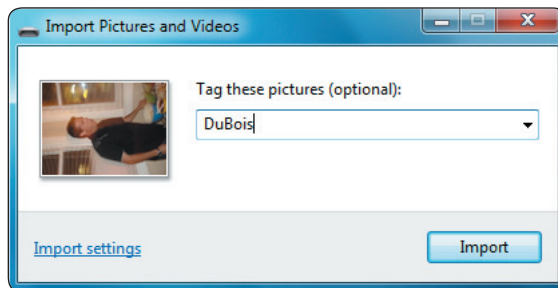 Import Pictures and Videos
Tag these pictures (optional):
DuBois
Import settings
Import